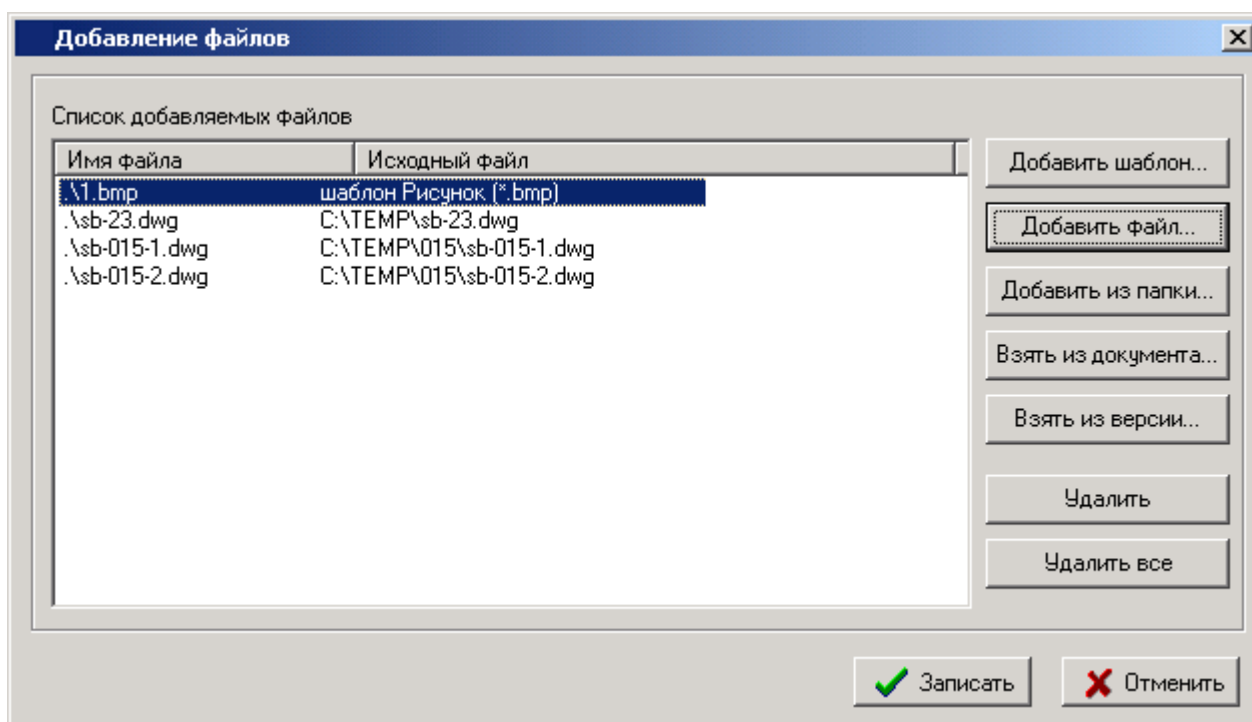 Добавление файлов
Список добавляемых файлов
Имя файла Исходный файл
.\1.bmp шаблон Рисунок (*.bmp)
.\sb-23.dwg C:\TEMP\sb-23.dwg
.\sb-015-1.dwg C:\TEMP\015\sb-015-1.dwg
.\sb-015-2.dwg C:\TEMP\015\sb-015-2.dwg
Добавить шаблон...
Добавить файл...
Добавить из папки...
Взять из документа...
Взять из версии...
Удалить
Удалить все
Записать
Отменить